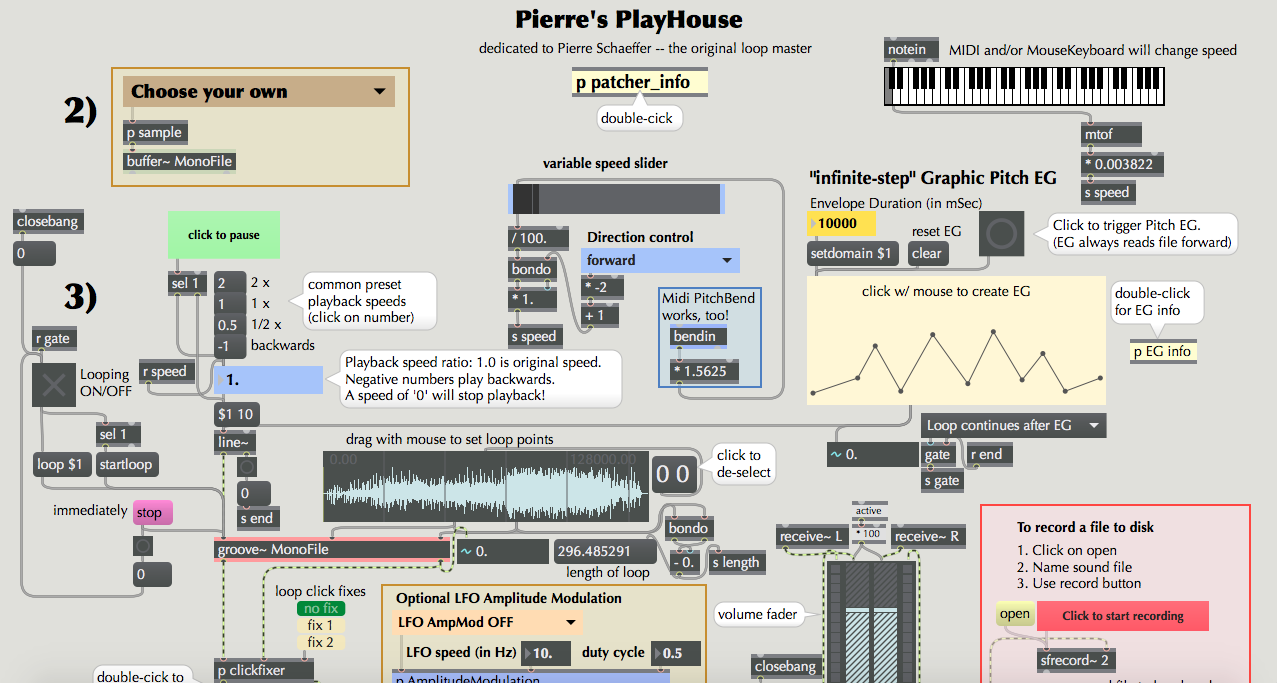 Pierre's PlayHouse
dedicated to Pierre Schaeffer -- the original loop master
p patcher_info
double-cick
notein
MIDI and/or MouseKeyboard will change speed
mtof
* 0.003822
s speed
2)
Choose your own
p sample
buffer~ MonoFile
variable speed slider
/ 100.
bondo
* 1.
s speed
Direction control
forward
* -2
+ 1
Midi PitchBend
works, too!
bendin
* 1.5625
"infinite-step" Graphic Pitch EG
Envelope Duration (in mSec)
10000
setdomain $1
reset EG
clear
Click to trigger Pitch EG.
(EG always reads file forward)
click w/ mouse to create EG
double-click
for EG info
p EG info
Loop continues after EG
~ 0.
gate
r end
s gate
closebang
0
click to pause
3)
sel 1
2
2 x
1
1 x
0.5
1/2 x
-1
backwards
common preset
playback speeds
(click on number)
r gate
Looping
ON/OFF
r speed
1.
Playback speed ratio: 1.0 is original speed.
Negative numbers play backwards.
A speed of '0' will stop playback!
$1 10
line~
sel 1
loop $1
startloop
0
s end
immediately
stop
0
drag with mouse to set loop points
0.00
128000.00
0 0
click to
de-select
groove~ MonoFile
~ 0.
296.485291
length of loop
bondo
- 0.
s length
loop click fixes
no fix
fix 1
fix 2
p clickfixer
double-cick to
Optional LFO Amplitude Modulation
LFO AmpMod OFF
LFO speed (in Hz)
10.
duty cycle
0.5
p AmplitudeModulation
active
* 100
receive~ L
receive~ R
volume fader
closebang
To record a file to disk
1. Click on open
2. Name sound file
3. Use record button
open
Click to start recording
sfrecord~ 2